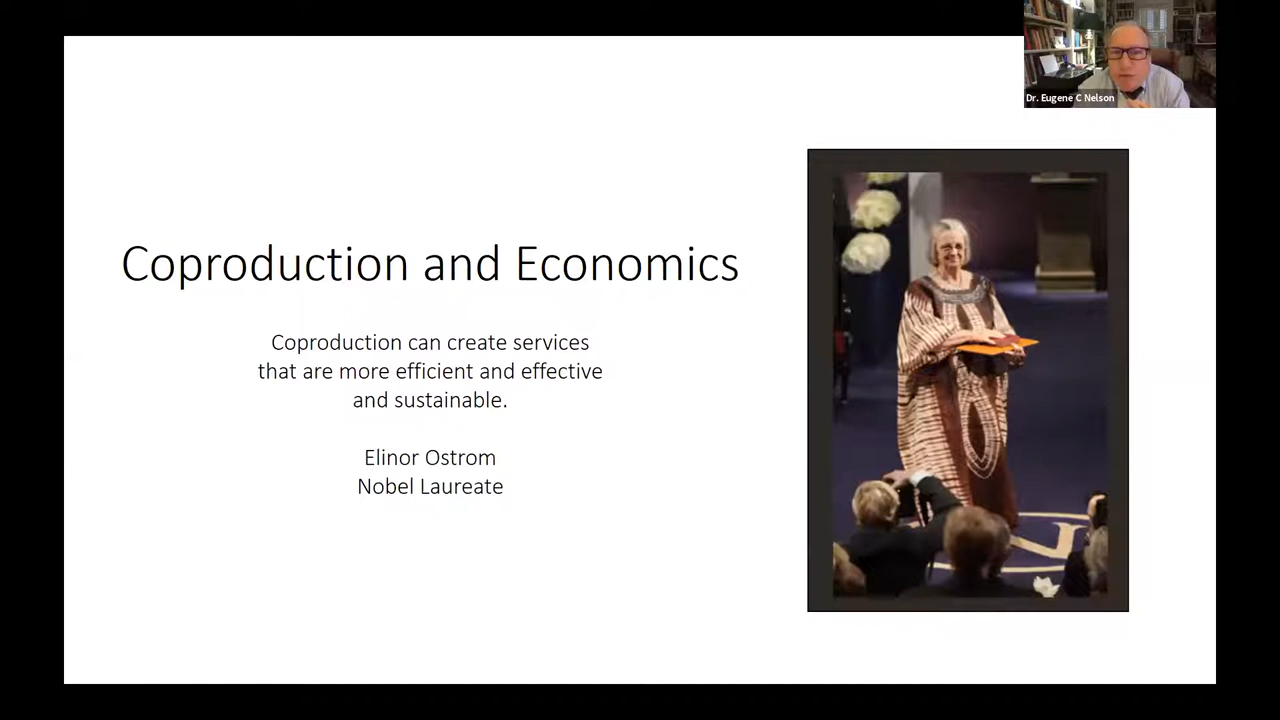 Dr. Eugene C Nelson
Coproduction and Economics
Coproduction can create services
that are more efficient and effective
and sustainable.
Elinor Ostrom
Nobel Laureate